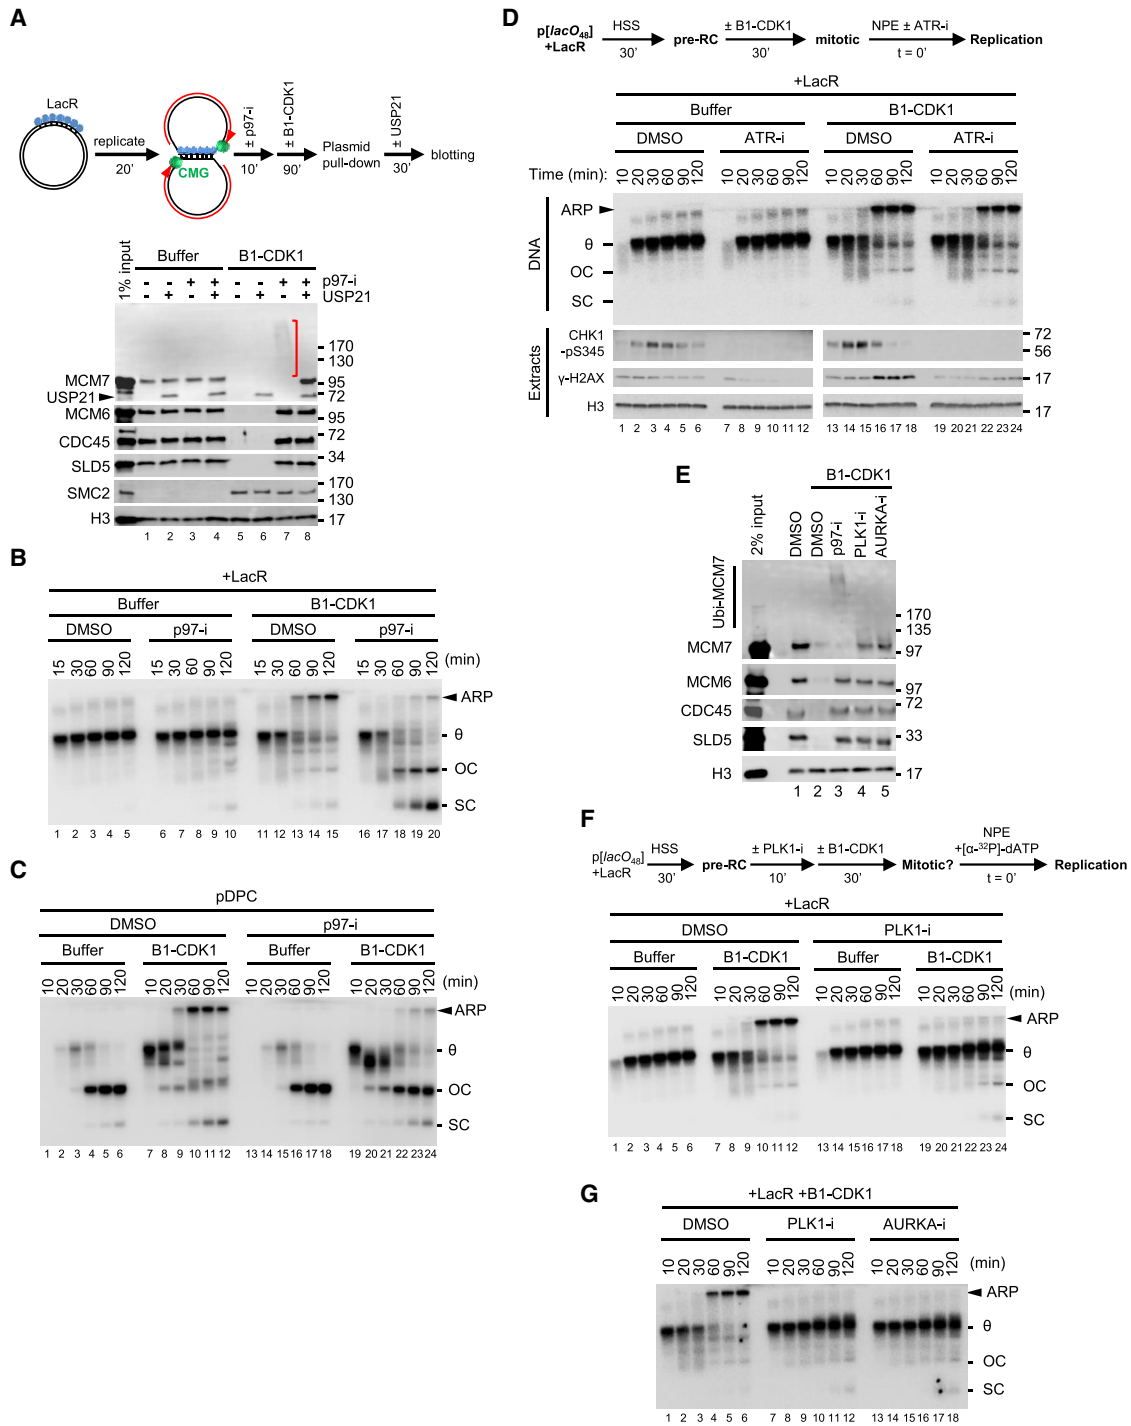 A
LacR
replicate
20'
CMG
± p97-i
10'
± B1-CDK1
90'
Plasmid
pull-down
± USP21
30'
blotting
1% input
Buffer
B1-CDK1
- - + + - - + + p97-i
- + - + - + - + USP21
170
130
MCM7
95
USP21
72
MCM6
95
CDC45
72
SLD5
34
SMC2
170
130
H3
17
1 2 3 4 5 6 7 8
B
+LacR
Buffer B1-CDK1
DMSO p97-i DMSO p97-i
15 30 60 90 120 15 30 60 90 120 15 30 60 90 120 15 30 60 90 120 (min)
ARP
θ
OC
SC
1 2 3 4 5 6 7 8 9 10 11 12 13 14 15 16 17 18 19 20
C
pDPC
DMSO p97-i
Buffer B1-CDK1 Buffer B1-CDK1
10 20 30 60 90 120 10 20 30 60 90 120 10 20 30 60 90 120 10 20 30 60 90 120 (min)
ARP
θ
OC
SC
1 2 3 4 5 6 7 8 9 10 11 12 13 14 15 16 17 18 19 20 21 22 23 24
D
p[lacO48]
+LacR
HSS
30'
pre-RC
± B1-CDK1
30'
mitotic
NPE ± ATR-i
t = 0'
Replication
+LacR
Buffer B1-CDK1
DMSO ATR-i DMSO ATR-i
Time (min): 10 20 30 60 90 120 10 20 30 60 90 120 10 20 30 60 90 120 10 20 30 60 90 120
DNA
ARP
θ
OC
SC
Extracts
CHK1
-pS345
72
56
γ-H2AX
17
H3
17
1 2 3 4 5 6 7 8 9 10 11 12 13 14 15 16 17 18 19 20 21 22 23 24
E
B1-CDK1
2% input DMSO DMSO p97-i PLK1-i AURKA-i
Ubi-MCM7
170
135
MCM7
97
MCM6
97
CDC45
72
SLD5
33
H3
17
1 2 3 4 5
F
p[lacO48]
+LacR
HSS
30'
pre-RC
± PLK1-i
10'
± B1-CDK1
30'
Mitotic?
NPE
+[α-32P]-dATP
t = 0'
Replication
+LacR
DMSO PLK1-i
Buffer B1-CDK1 Buffer B1-CDK1
10 20 30 60 90 120 10 20 30 60 90 120 10 20 30 60 90 120 10 20 30 60 90 120 (min)
ARP
θ
OC
SC
1 2 3 4 5 6 7 8 9 10 11 12 13 14 15 16 17 18 19 20 21 22 23 24
G
+LacR +B1-CDK1
DMSO PLK1-i AURKA-i
10 20 30 60 90 120 10 20 30 60 90 120 10 20 30 60 90 120 (min)
ARP
θ
OC
SC
1 2 3 4 5 6 7 8 9 10 11 12 13 14 15 16 17 18